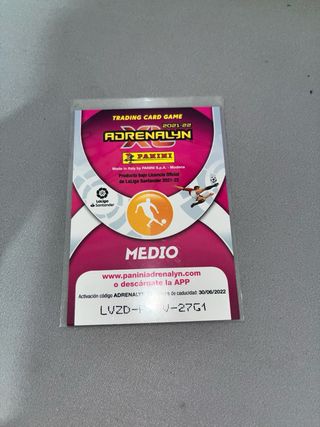 TRADING CARD GAME
2021-22
ADRENALYN
XL
PANINI
Made in Italy by PANINI S.p.A. - Modena
Producto bajo Licencia Oficial
de LaLiga Santander 2021-22
LaLiga
Santander
MEDIO
www.paniniadrenalyn.com
o descárgate la APP
Activación código ADRENALYN de caducidad: 30/06/2022
LVZD- -27G1